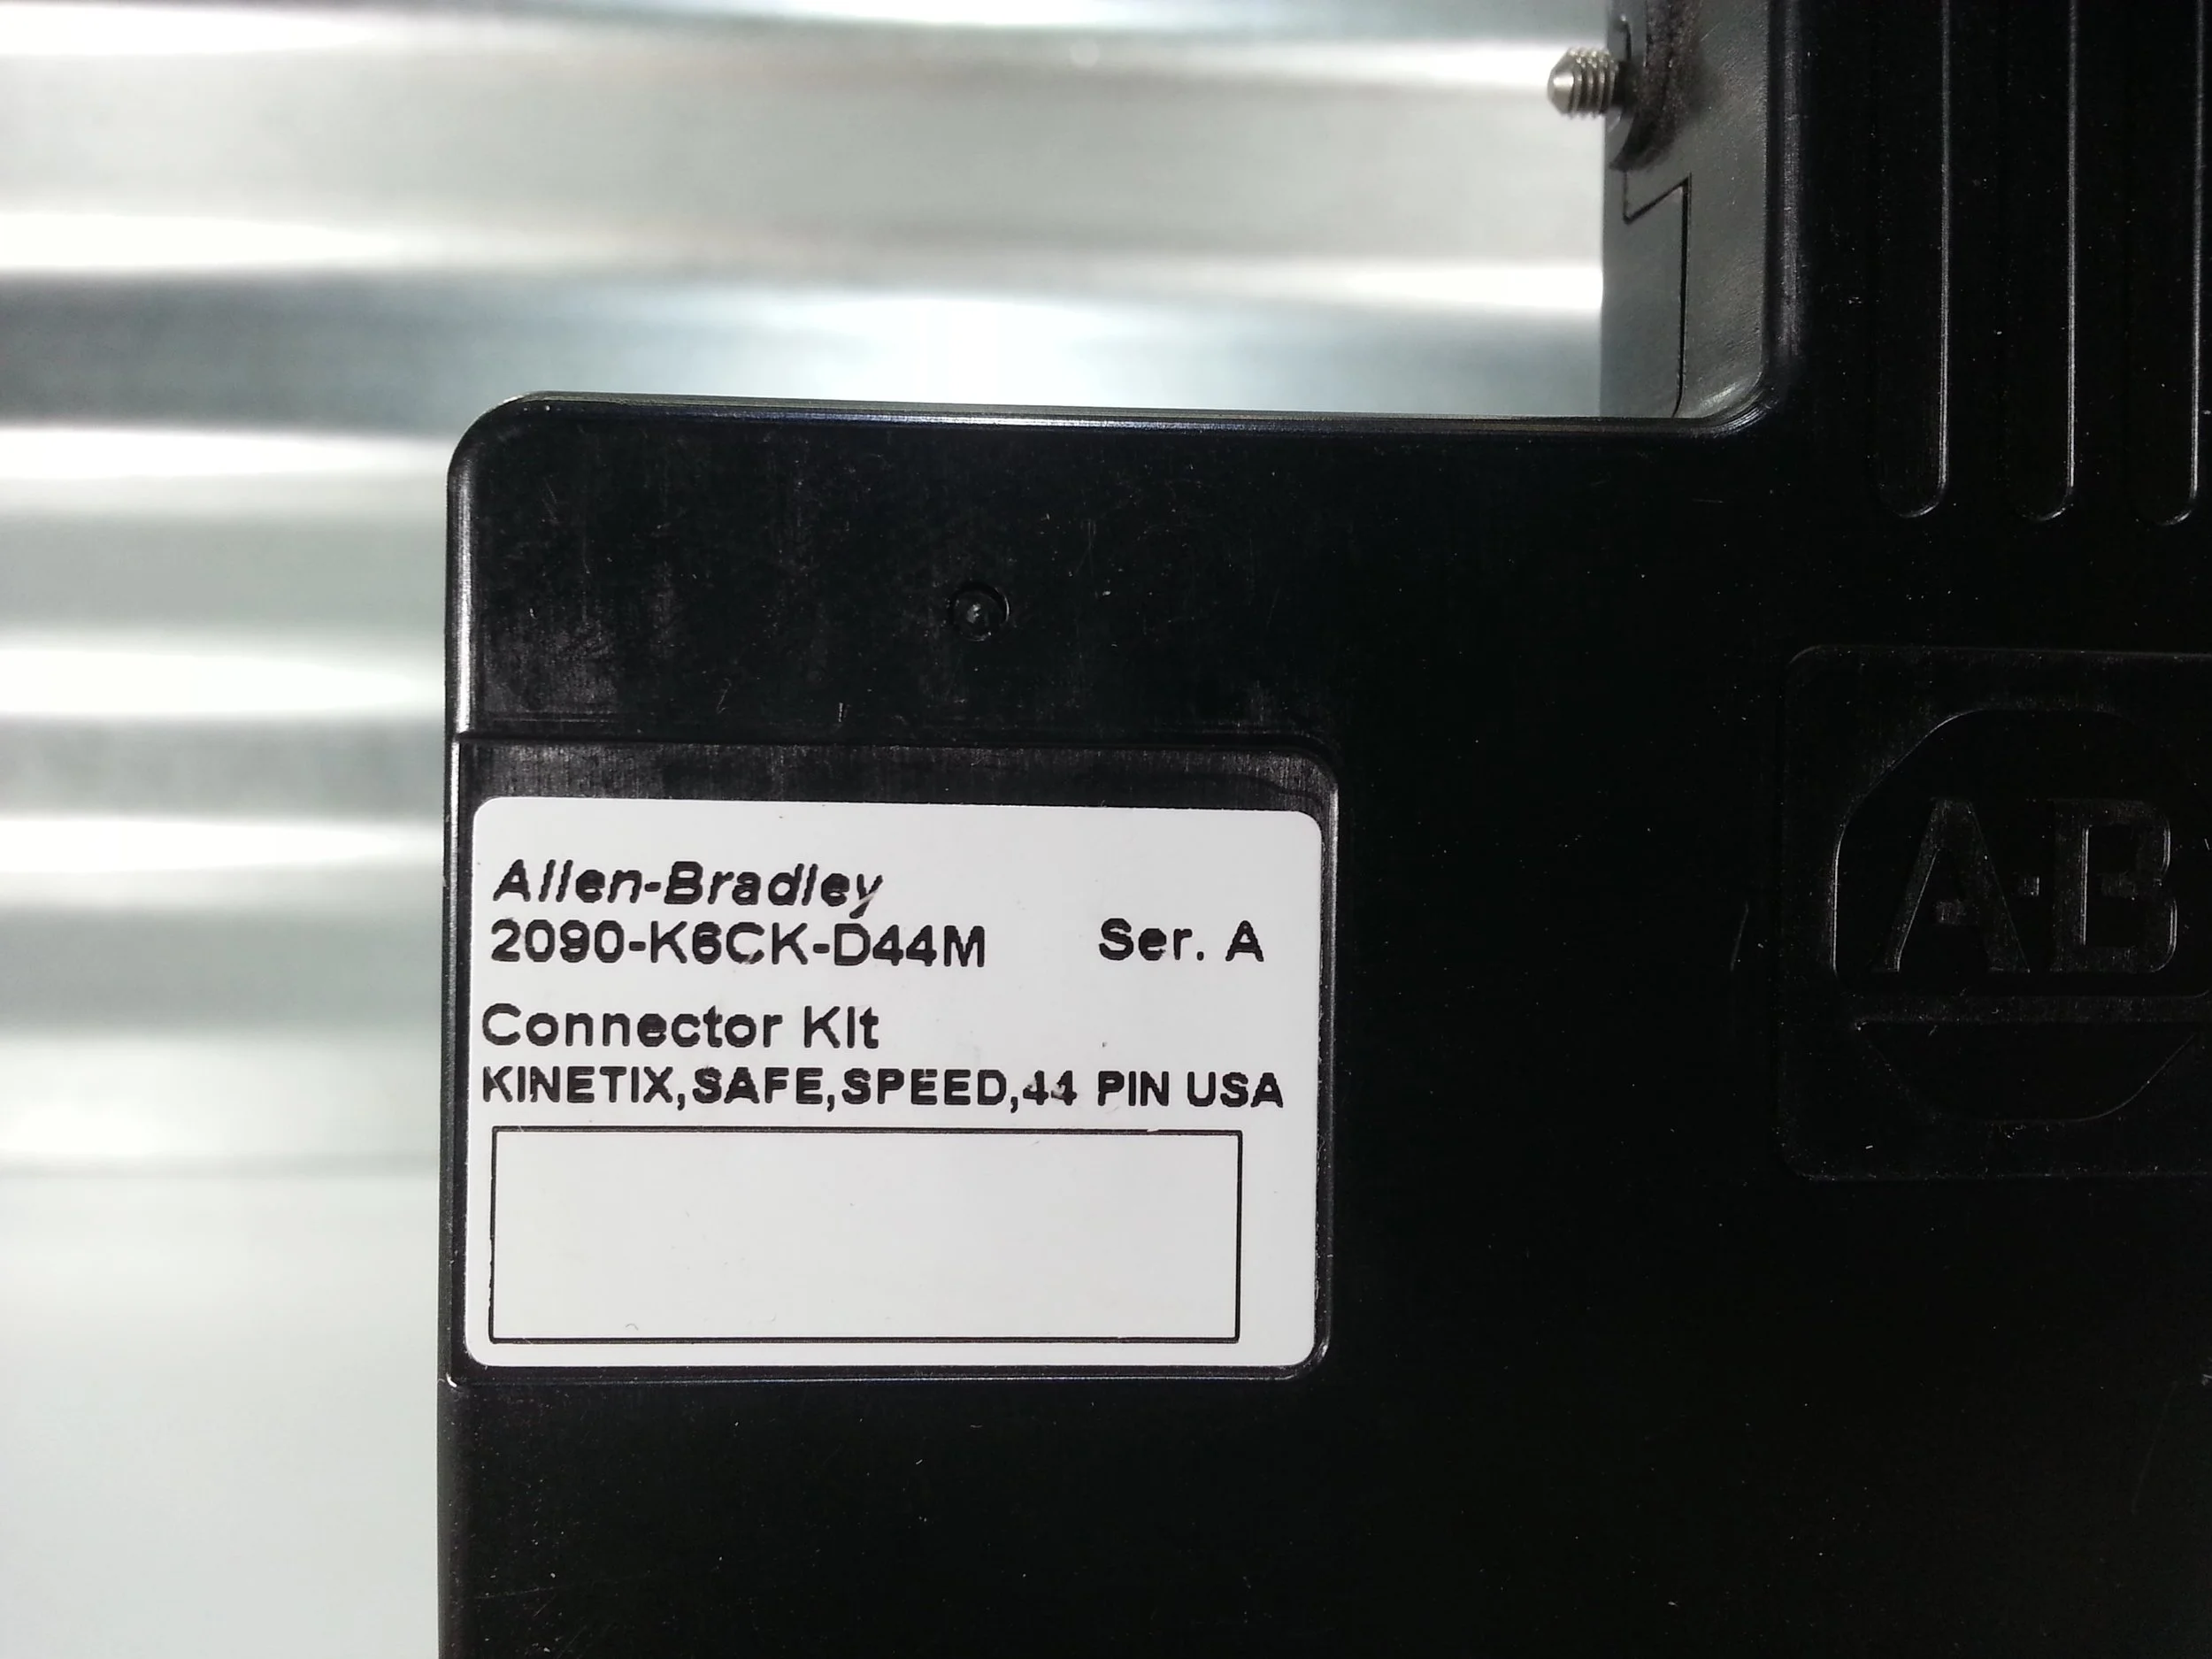 Allen-Bradley
2090-K6CK-D44M Ser. A
Connector Kit
KINETIX,SAFE,SPEED,44 PIN USA
A-B